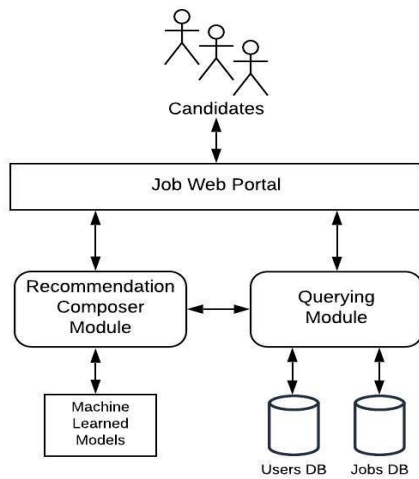 Candidates
Job Web Portal
Recommendation
Composer
Module
Querying
Module
Machine
Learned
Models
Users DB
Jobs DB